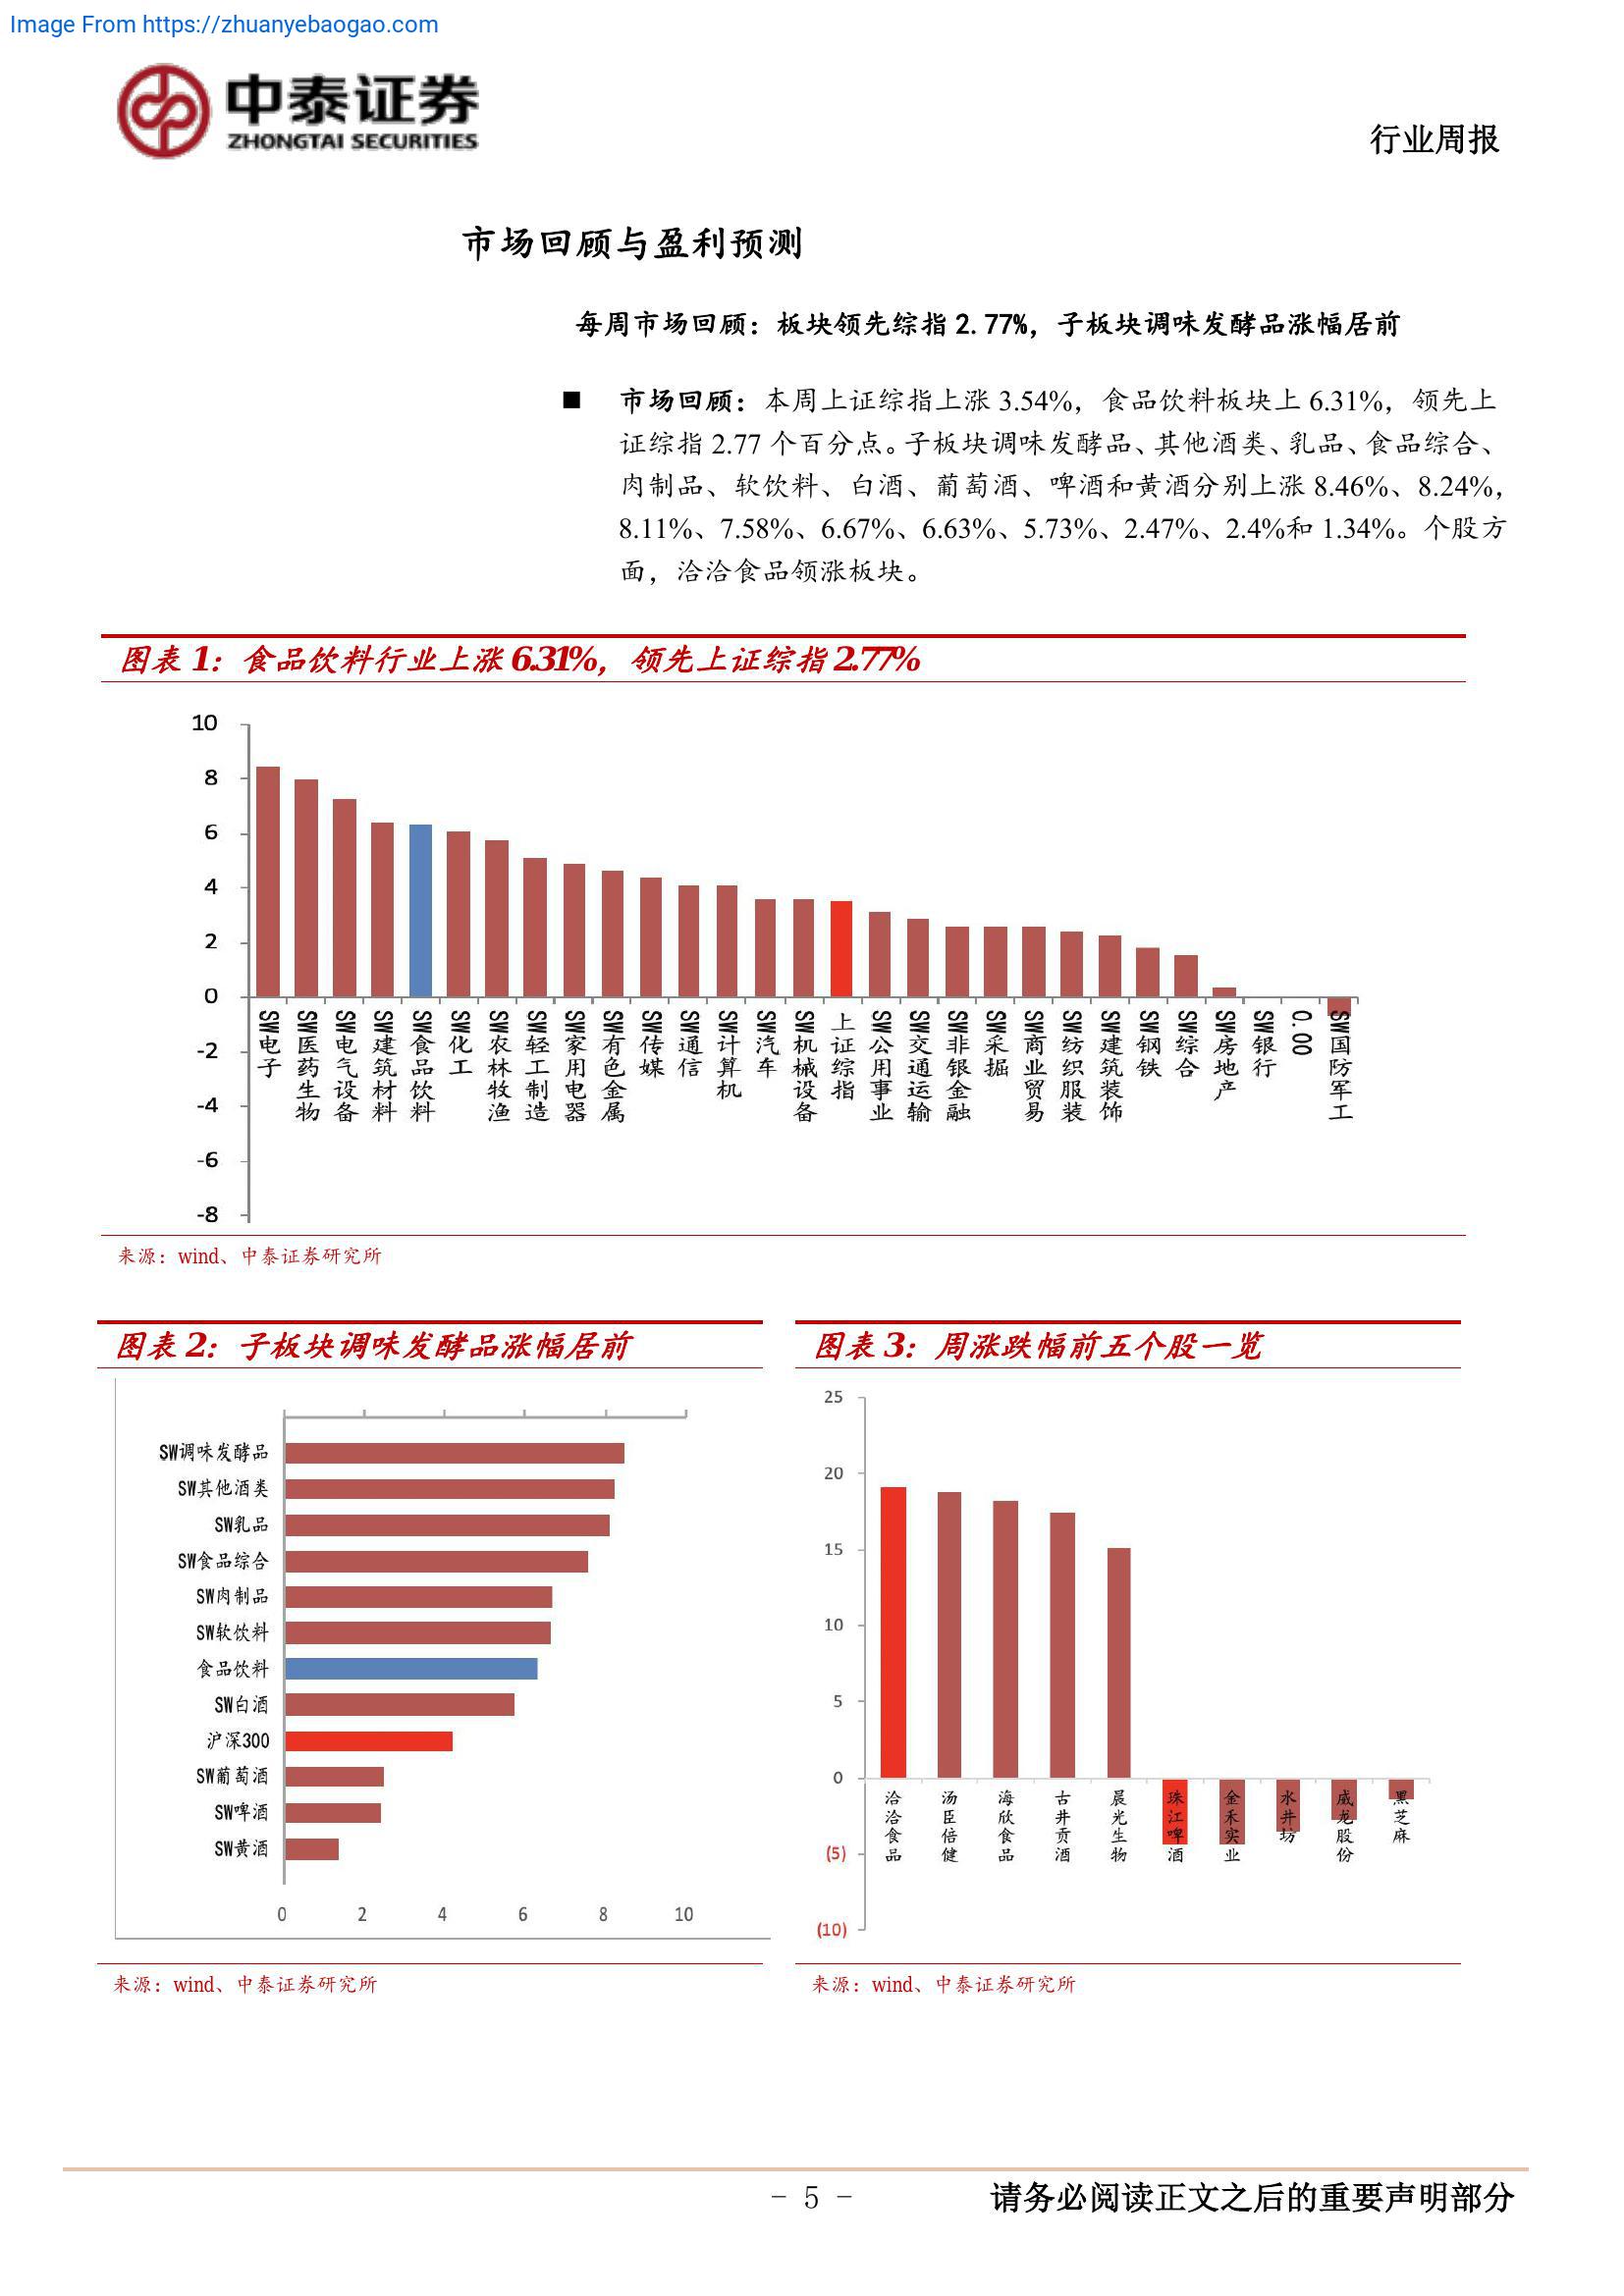 Image From https://zhuanyebaogao.com
中泰证券
ZHONGTAI SECURITIES
行业周报
市场回顾与盈利预测
每周市场回顾：板块领先综指 2.77%，子板块调味发酵品涨幅居前
■ 市场回顾：本周上证综指上涨 3.54%，食品饮料板块上 6.31%，领先上
证综指 2.77 个百分点。子板块调味发酵品、其他酒类、乳品、食品综合、
肉制品、软饮料、白酒、葡萄酒、啤酒和黄酒分别上涨 8.46%、8.24%，
8.11%、7.58%、6.67%、6.63%、5.73%、2.47%、2.4%和 1.34%。个股方
面，洽洽食品领涨板块。
图表 1：食品饮料行业上涨 6.31%，领先上证综指 2.77%
10
8
6
4
2
0
-2
-4
-6
-8
SW电子
SW医药生物
SW电气设备
SW建筑材料
SW食品饮料
SW化工
SW农林牧渔
SW轻工制造
SW家用电器
SW有色金属
SW传媒
SW通信
SW计算机
SW汽车
SW机械设备
上证综指
SW公用事业
SW交通运输
SW非银金融
SW采掘
SW商业贸易
SW纺织服装
SW建筑装饰
SW钢铁
SW综合
SW房地产
SW银行
0.00
SW国防军工
来源：wind、中泰证券研究所
图表 2：子板块调味发酵品涨幅居前
SW调味发酵品
SW其他酒类
SW乳品
SW食品综合
SW肉制品
SW软饮料
食品饮料
SW白酒
沪深300
SW葡萄酒
SW啤酒
SW黄酒
0 2 4 6 8 10
来源：wind、中泰证券研究所
图表 3：周涨跌幅前五个股一览
25
20
15
10
5
0
(5)
(10)
洽洽食品
汤臣倍健
海欣食品
古井贡酒
晨光生物
珠江啤酒
金禾实业
水井坊
威龙股份
黑芝麻
来源：wind、中泰证券研究所
- 5 -
请务必阅读正文之后的重要声明部分